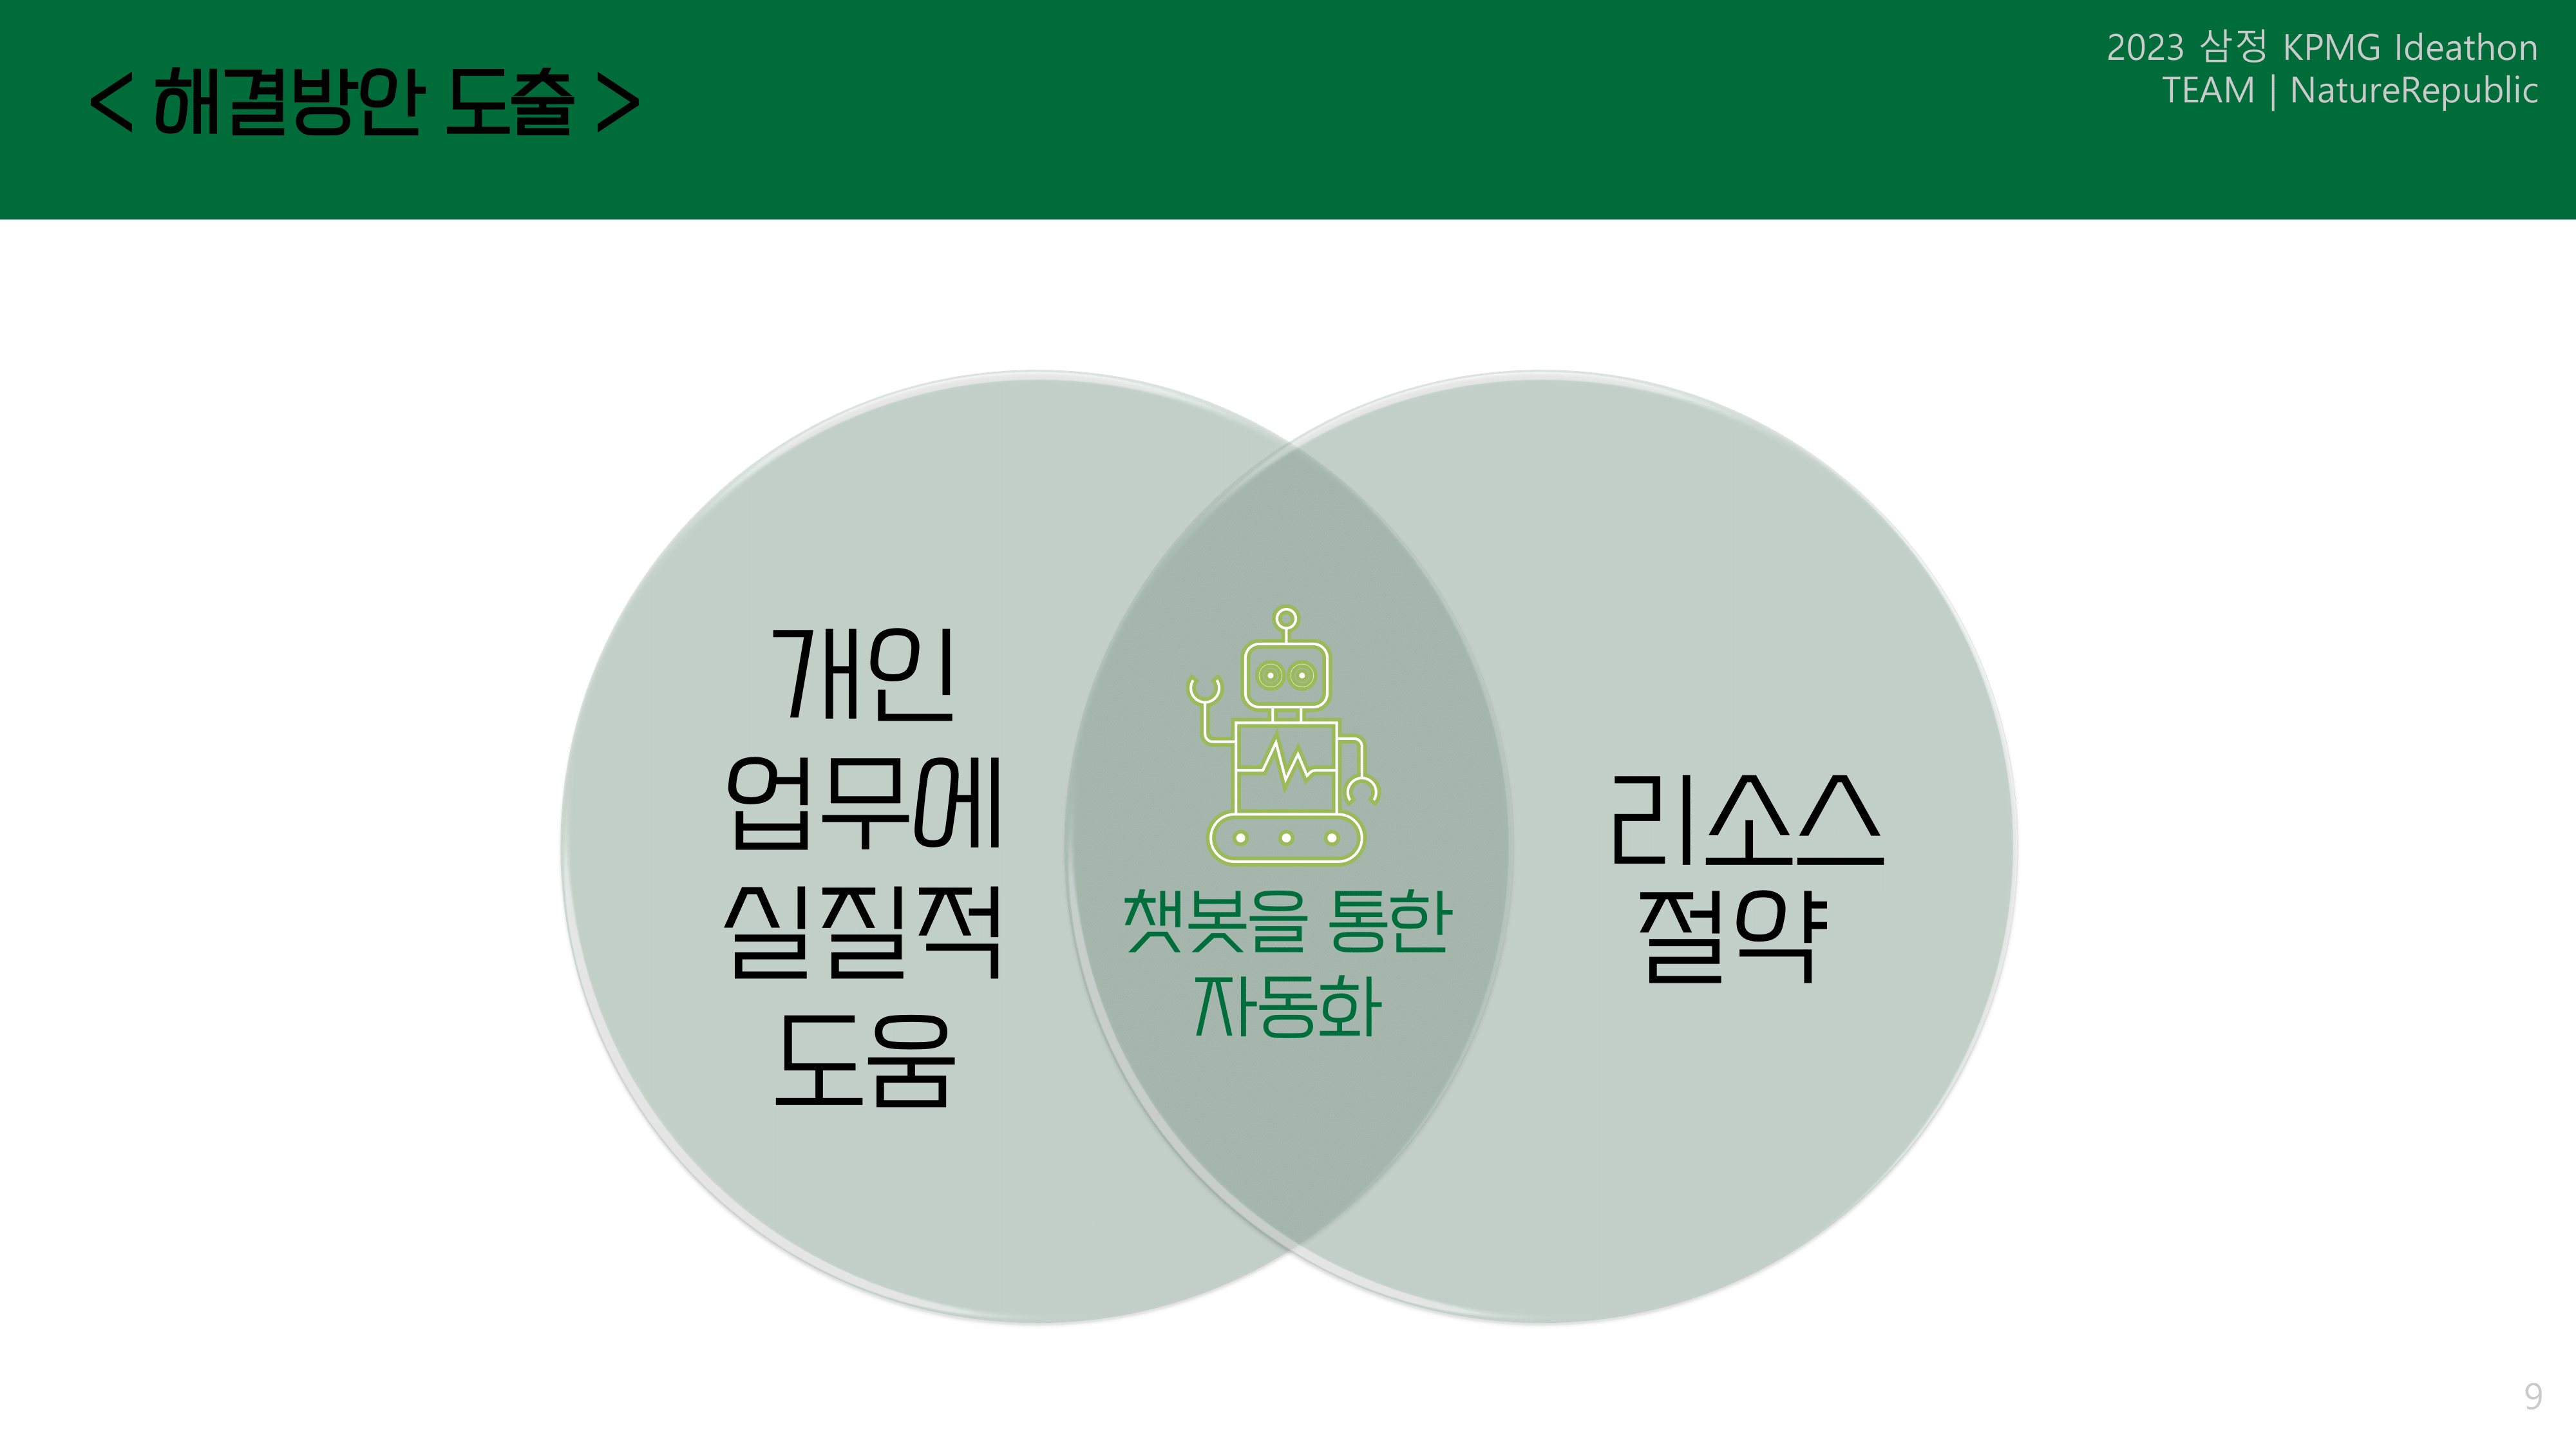 < 해결방안 도출 >
2023 삼정 KPMG Ideathon
TEAM | NatureRepublic
개인
업무에
실질적
도움
챗봇을 통한
자동화
리소스
절약
9